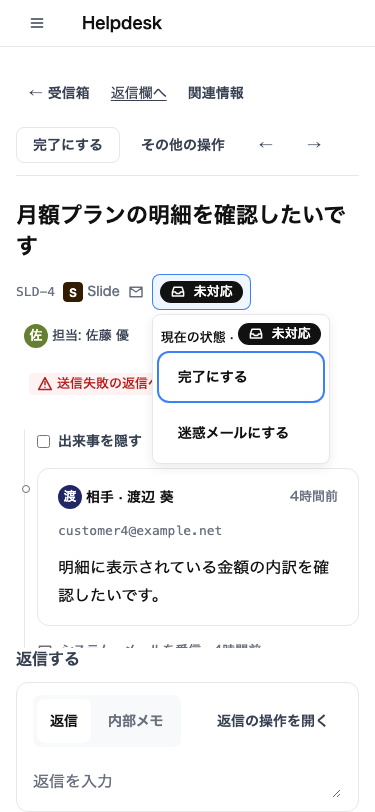 Helpdesk
← 受信箱 返信欄へ 関連情報
完了にする その他の操作 ← →
月額プランの明細を確認したいで
す
SLD-4 S Slide 未対応
佐 担当: 佐藤 優
現在の状態 · 未対応
完了にする
迷惑メールにする
送信失敗の返信
出来事を隠す
渡 相手 · 渡辺 葵 4時間前
customer4@example.net
明細に表示されている金額の内訳を確
認したいです。
返信する
返信 内部メモ 返信の操作を開く
返信を入力